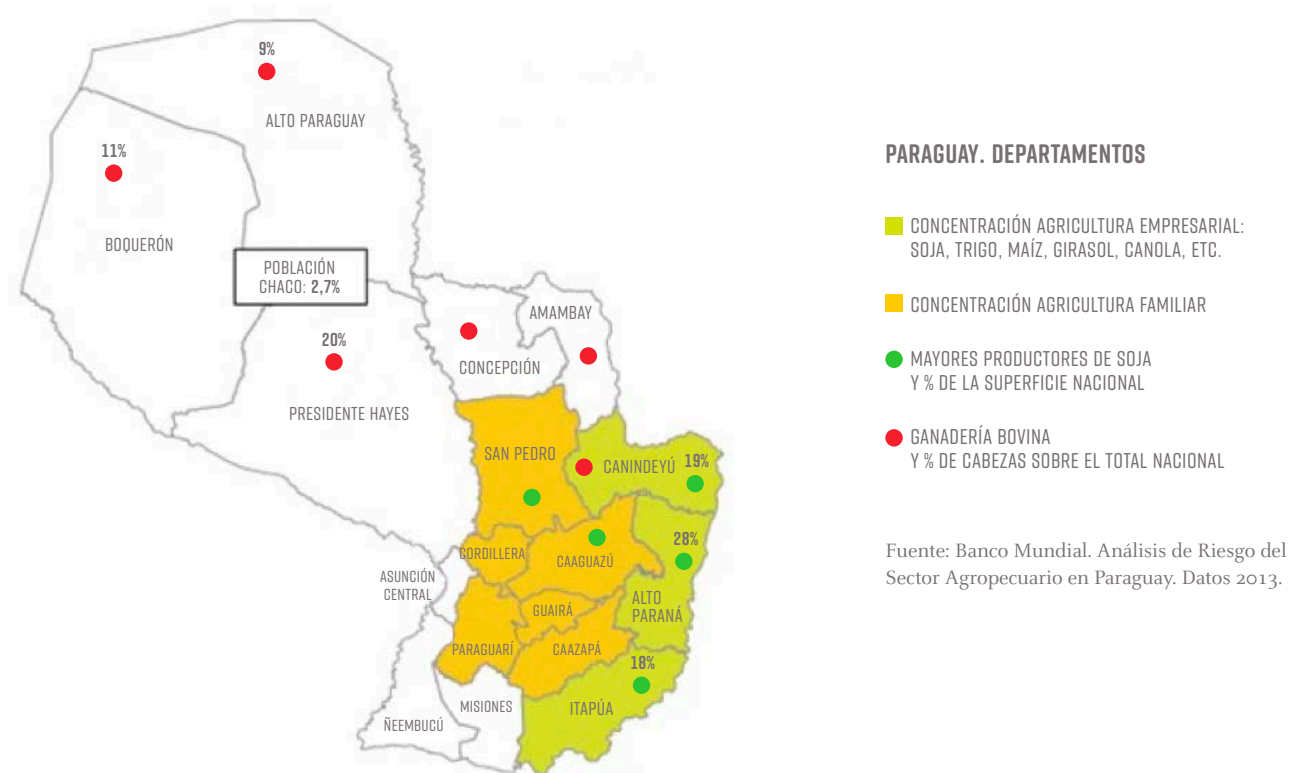 9%
ALTO PARAGUAY
11%
BOQUERÓN
POBLACIÓN
CHACO: 2,7%
AMAMBAY
20%
CONCEPCIÓN
PRESIDENTE HAYES
SAN PEDRO
CANINDEYÚ
19%
28%
CORDILLERA
CAAGUAZÚ
ASUNCIÓN
CENTRAL
ALTO
PARANÁ
GUAIRÁ
PARAGUARÍ
CAAZAPÁ
18%
MISIONES
ITAPÚA
ÑEEMBUCÚ
PARAGUAY. DEPARTAMENTOS
CONCENTRACIÓN AGRICULTURA EMPRESARIAL:
SOJA, TRIGO, MAÍZ, GIRASOL, CANOLA, ETC.
CONCENTRACIÓN AGRICULTURA FAMILIAR
MAYORES PRODUCTORES DE SOJA
Y % DE LA SUPERFICIE NACIONAL
GANADERÍA BOVINA
Y % DE CABEZAS SOBRE EL TOTAL NACIONAL
Fuente: Banco Mundial. Análisis de Riesgo del
Sector Agropecuario en Paraguay. Datos 2013.